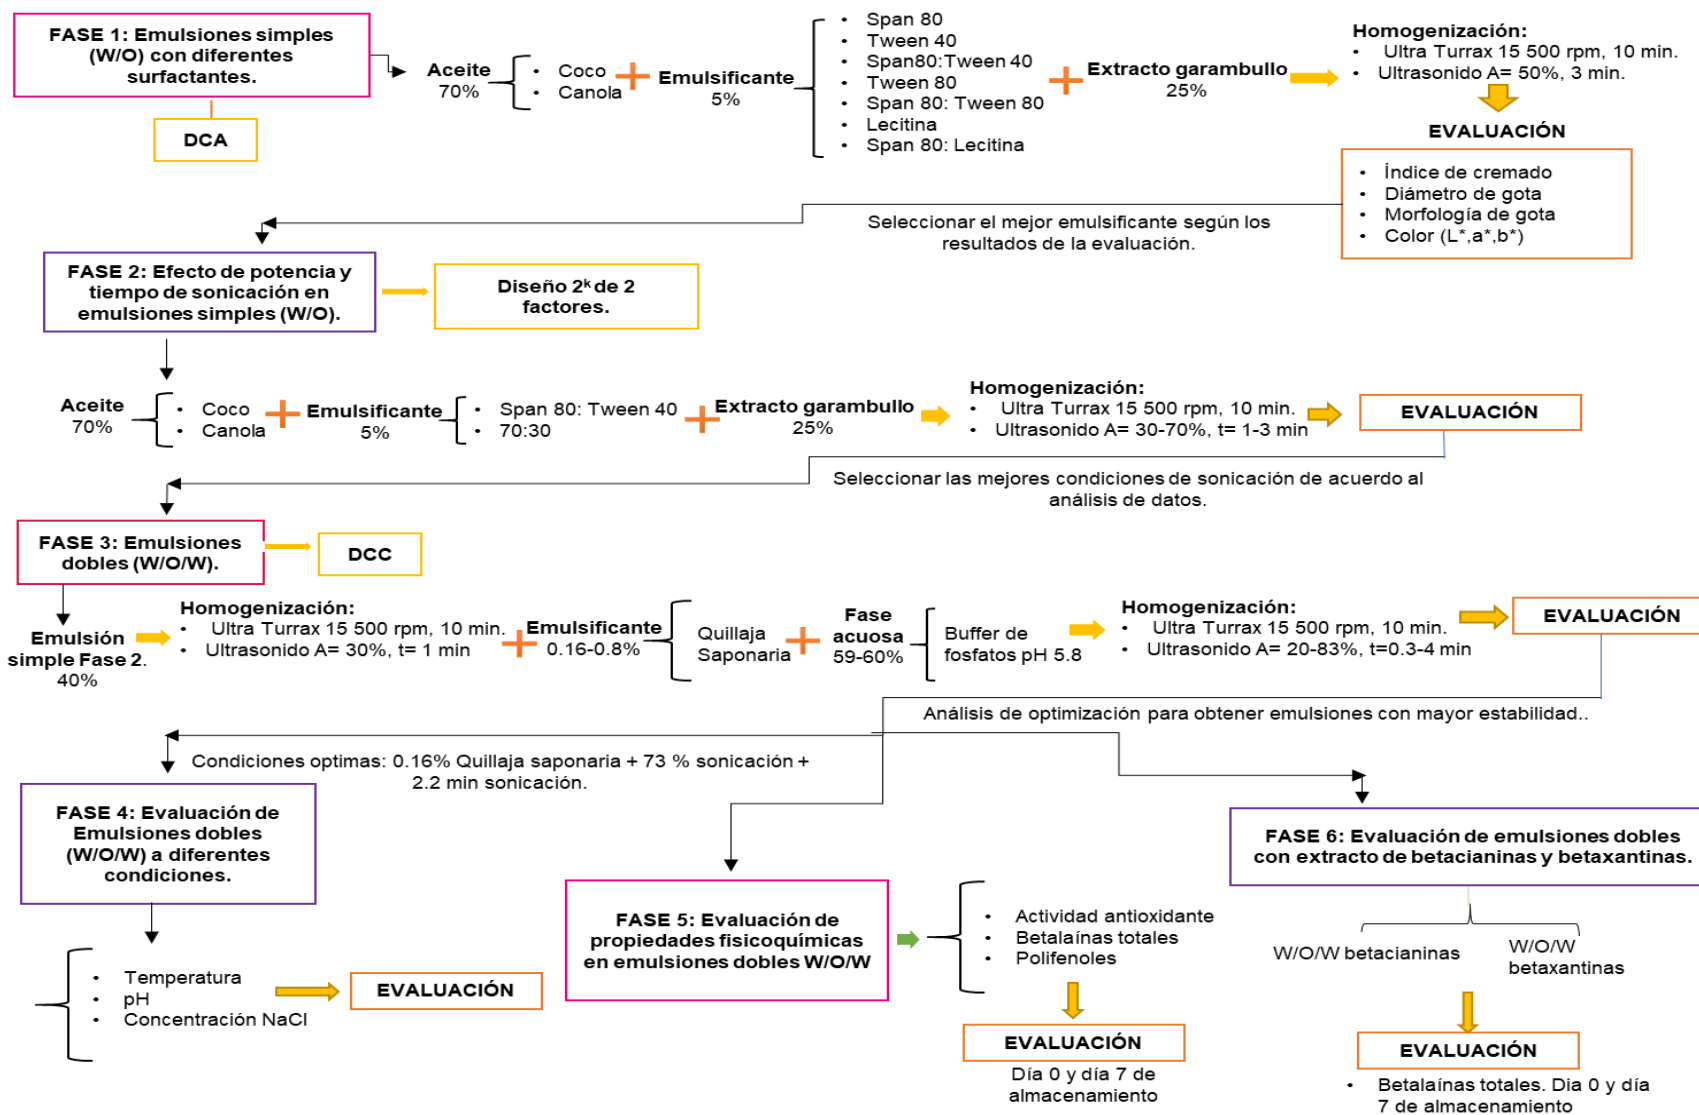 FASE 1: Emulsiones simples
(W/O) con diferentes
surfactantes.
DCA
Aceite
70%
• Coco
• Canola
Emulsificante
5%
• Span 80
• Tween 40
• Span80:Tween 40
• Tween 80
• Span 80: Tween 80
• Lecitina
• Span 80: Lecitina
Extracto garambullo
25%
Homogenización:
• Ultra Turrax 15 500 rpm, 10 min.
• Ultrasonido A= 50%, 3 min.
EVALUACIÓN
• Índice de cremado
• Diámetro de gota
• Morfología de gota
• Color (L*,a*,b*)
Seleccionar el mejor emulsificante según los
resultados de la evaluación.
FASE 2: Efecto de potencia y
tiempo de sonicación en
emulsiones simples (W/O).
Diseño 2ᵏ de 2
factores.
Aceite
70%
• Coco
• Canola
Emulsificante
5%
• Span 80: Tween 40
• 70:30
Extracto garambullo
25%
Homogenización:
• Ultra Turrax 15 500 rpm, 10 min.
• Ultrasonido A= 30-70%, t= 1-3 min
EVALUACIÓN
Seleccionar las mejores condiciones de sonicación de acuerdo al
análisis de datos.
FASE 3: Emulsiones
dobles (W/O/W).
DCC
Emulsión
simple Fase 2.
40%
Homogenización:
• Ultra Turrax 15 500 rpm, 10 min.
• Ultrasonido A= 30%, t= 1 min
Emulsificante
0.16-0.8%
Quillaja
Saponaria
Fase
acuosa
59-60%
Buffer de
fosfatos pH 5.8
Homogenización:
• Ultra Turrax 15 500 rpm, 10 min.
• Ultrasonido A= 20-83%, t=0.3-4 min
EVALUACIÓN
Análisis de optimización para obtener emulsiones con mayor estabilidad..
Condiciones optimas: 0.16% Quillaja saponaria + 73 % sonicación +
2.2 min sonicación.
FASE 4: Evaluación de
Emulsiones dobles
(W/O/W) a diferentes
condiciones.
• Temperatura
• pH
• Concentración NaCl
EVALUACIÓN
FASE 5: Evaluación de
propiedades fisicoquímicas
en emulsiones dobles W/O/W
• Actividad antioxidante
• Betalaínas totales
• Polifenoles
EVALUACIÓN
Día 0 y día 7 de
almacenamiento
FASE 6: Evaluación de emulsiones dobles
con extracto de betacianinas y betaxantinas.
W/O/W betacianinas
W/O/W
betaxantinas
EVALUACIÓN
• Betalaínas totales. Dia 0 y día
7 de almacenamiento